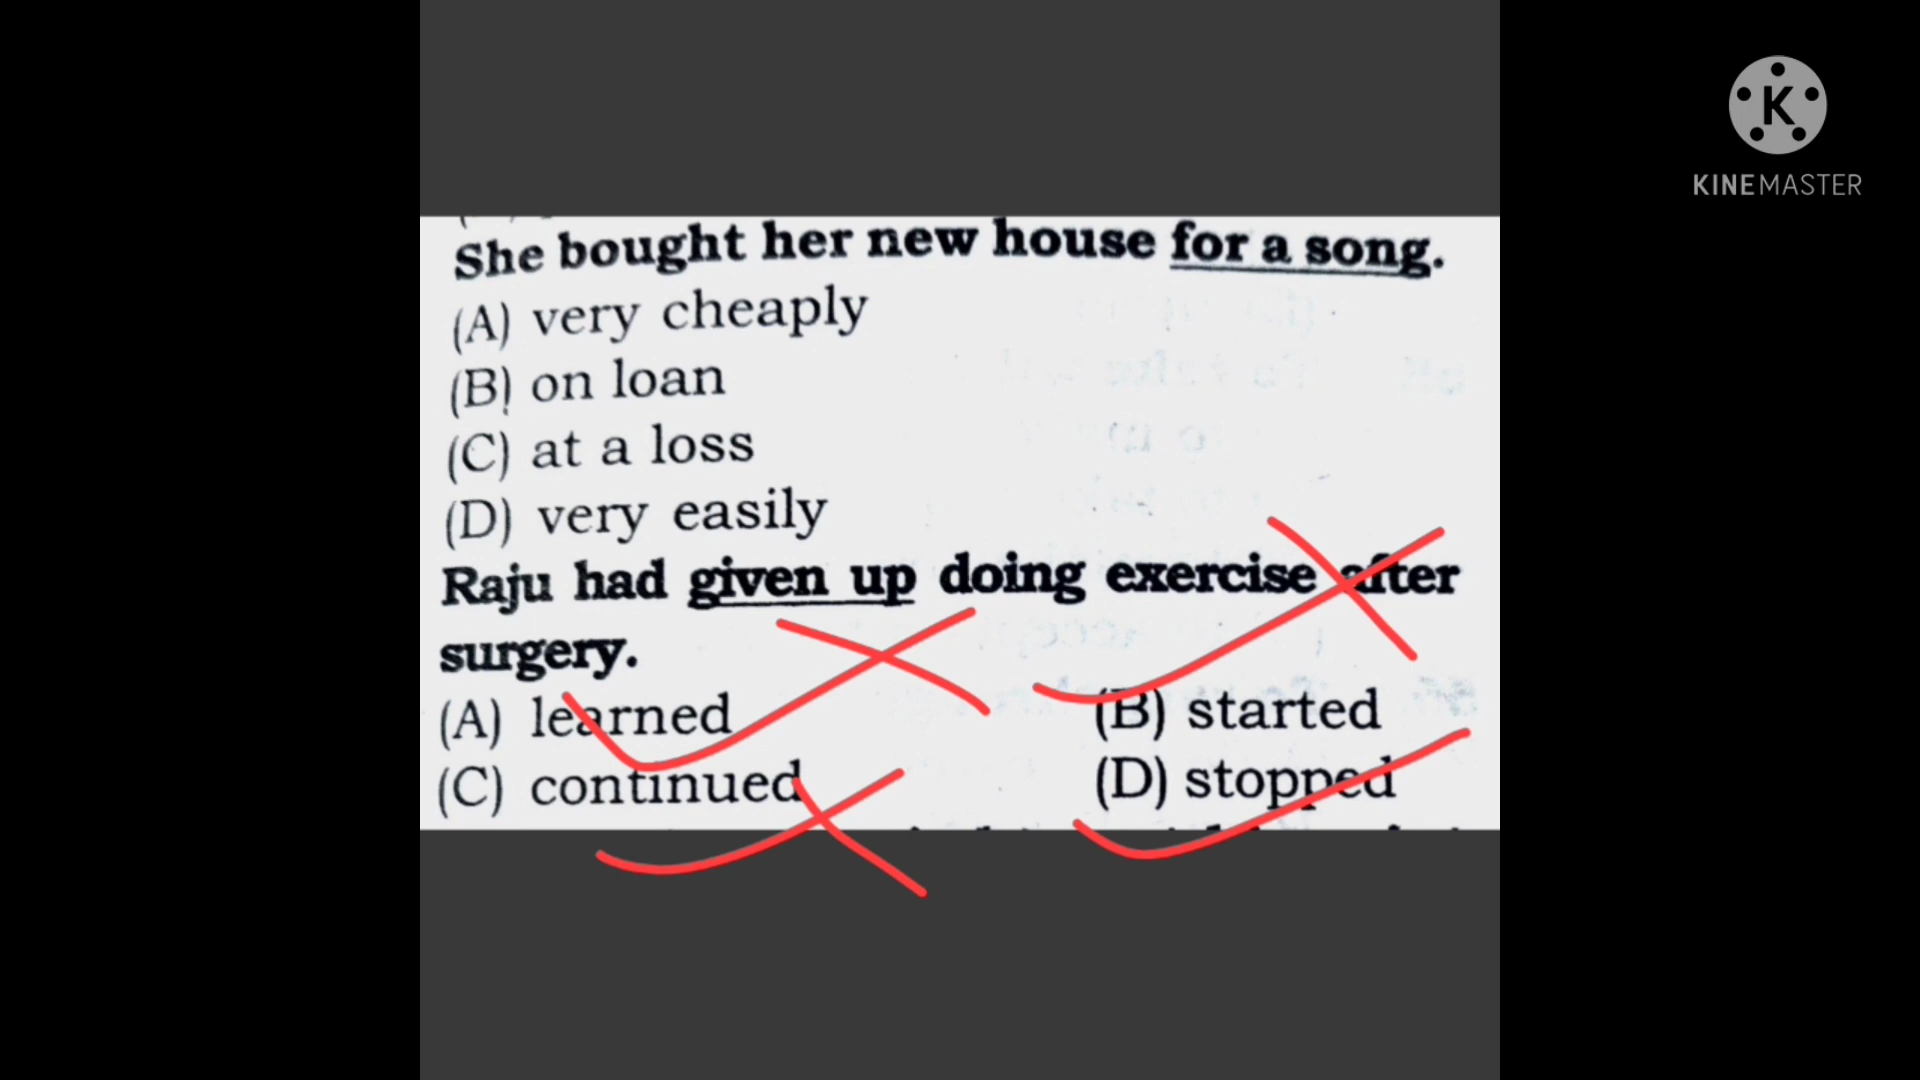 K
KINEMASTER
She bought her new house for a song.
(A) very cheaply
(B) on loan
(C) at a loss
(D) very easily
Raju had given up doing exercise after
surgery.
(A) learned (B) started
(C) continued (D) stopped